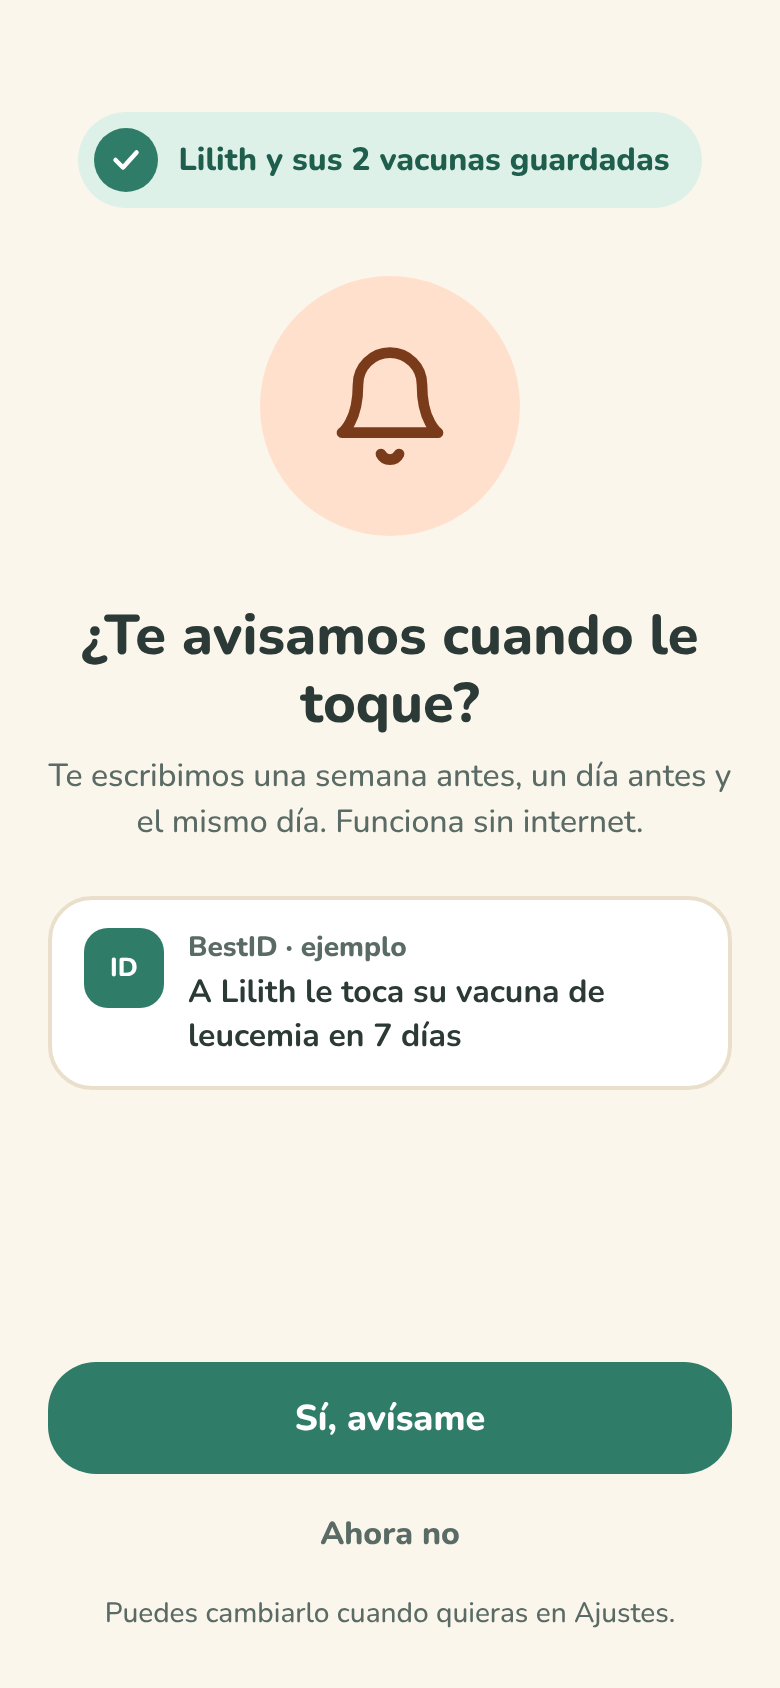 Lilith y sus 2 vacunas guardadas
¿Te avisamos cuando le
toque?
Te escribimos una semana antes, un día antes y
el mismo día. Funciona sin internet.
ID
BestID · ejemplo
A Lilith le toca su vacuna de
leucemia en 7 días
Sí, avísame
Ahora no
Puedes cambiarlo cuando quieras en Ajustes.